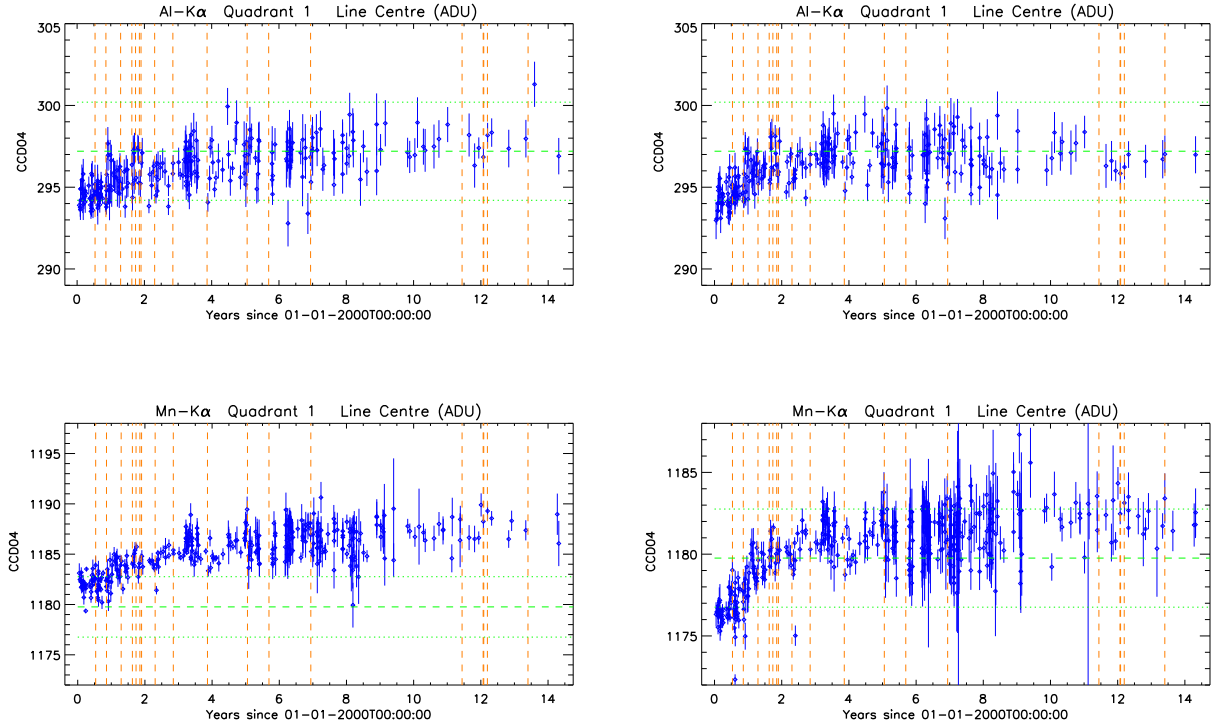 Al-Kα Quadrant 1 Line Centre (ADU)
305
300
295
290
CCD04
0 2 4 6 8 10 12 14
Years since 01-01-2000T00:00:00
Al-Kα Quadrant 1 Line Centre (ADU)
305
300
295
290
CCD04
0 2 4 6 8 10 12 14
Years since 01-01-2000T00:00:00
Mn-Kα Quadrant 1 Line Centre (ADU)
1195
1190
1185
1180
1175
CCD04
0 2 4 6 8 10 12 14
Years since 01-01-2000T00:00:00
Mn-Kα Quadrant 1 Line Centre (ADU)
1185
1180
1175
CCD04
0 2 4 6 8 10 12 14
Years since 01-01-2000T00:00:00